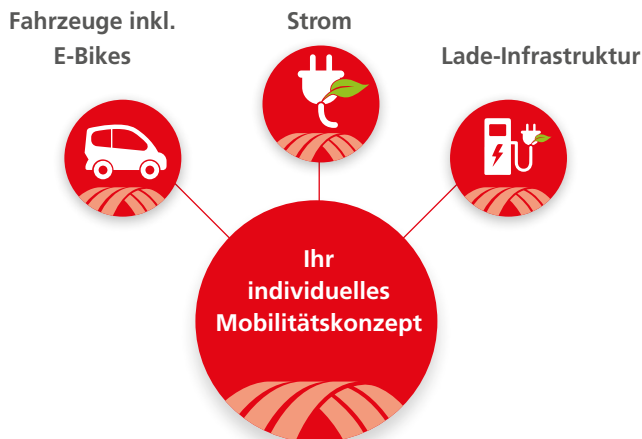 Fahrzeuge inkl.
E-Bikes
Strom
Lade-Infrastruktur
Ihr
individuelles
Mobilitätskonzept